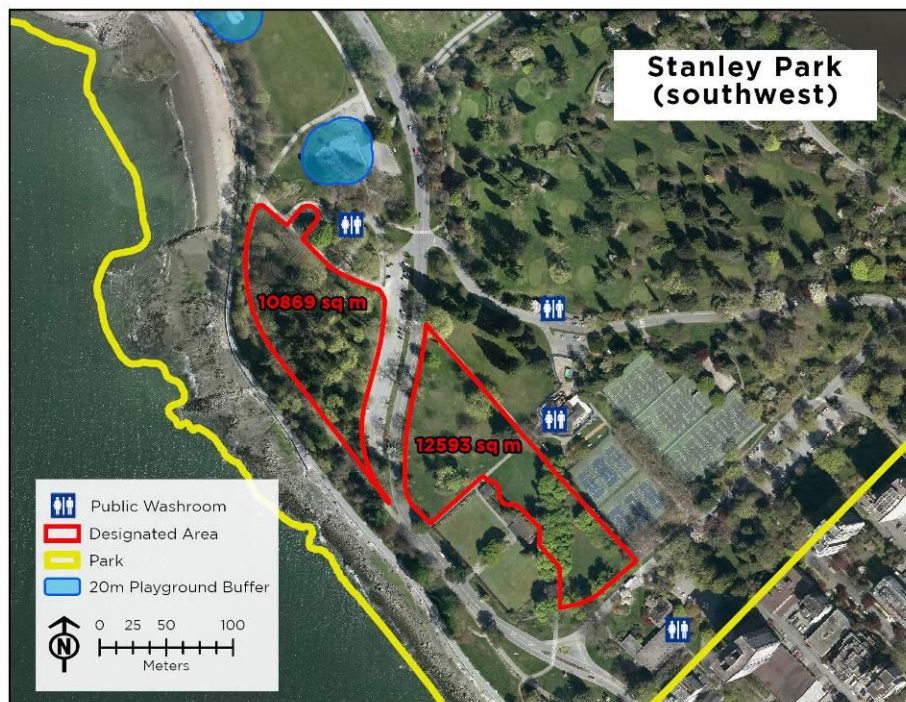 Stanley Park
(southwest)
10869 sq m
12593 sq m
Public Washroom
Designated Area
Park
20m Playground Buffer
N
0 25 50 100
Meters